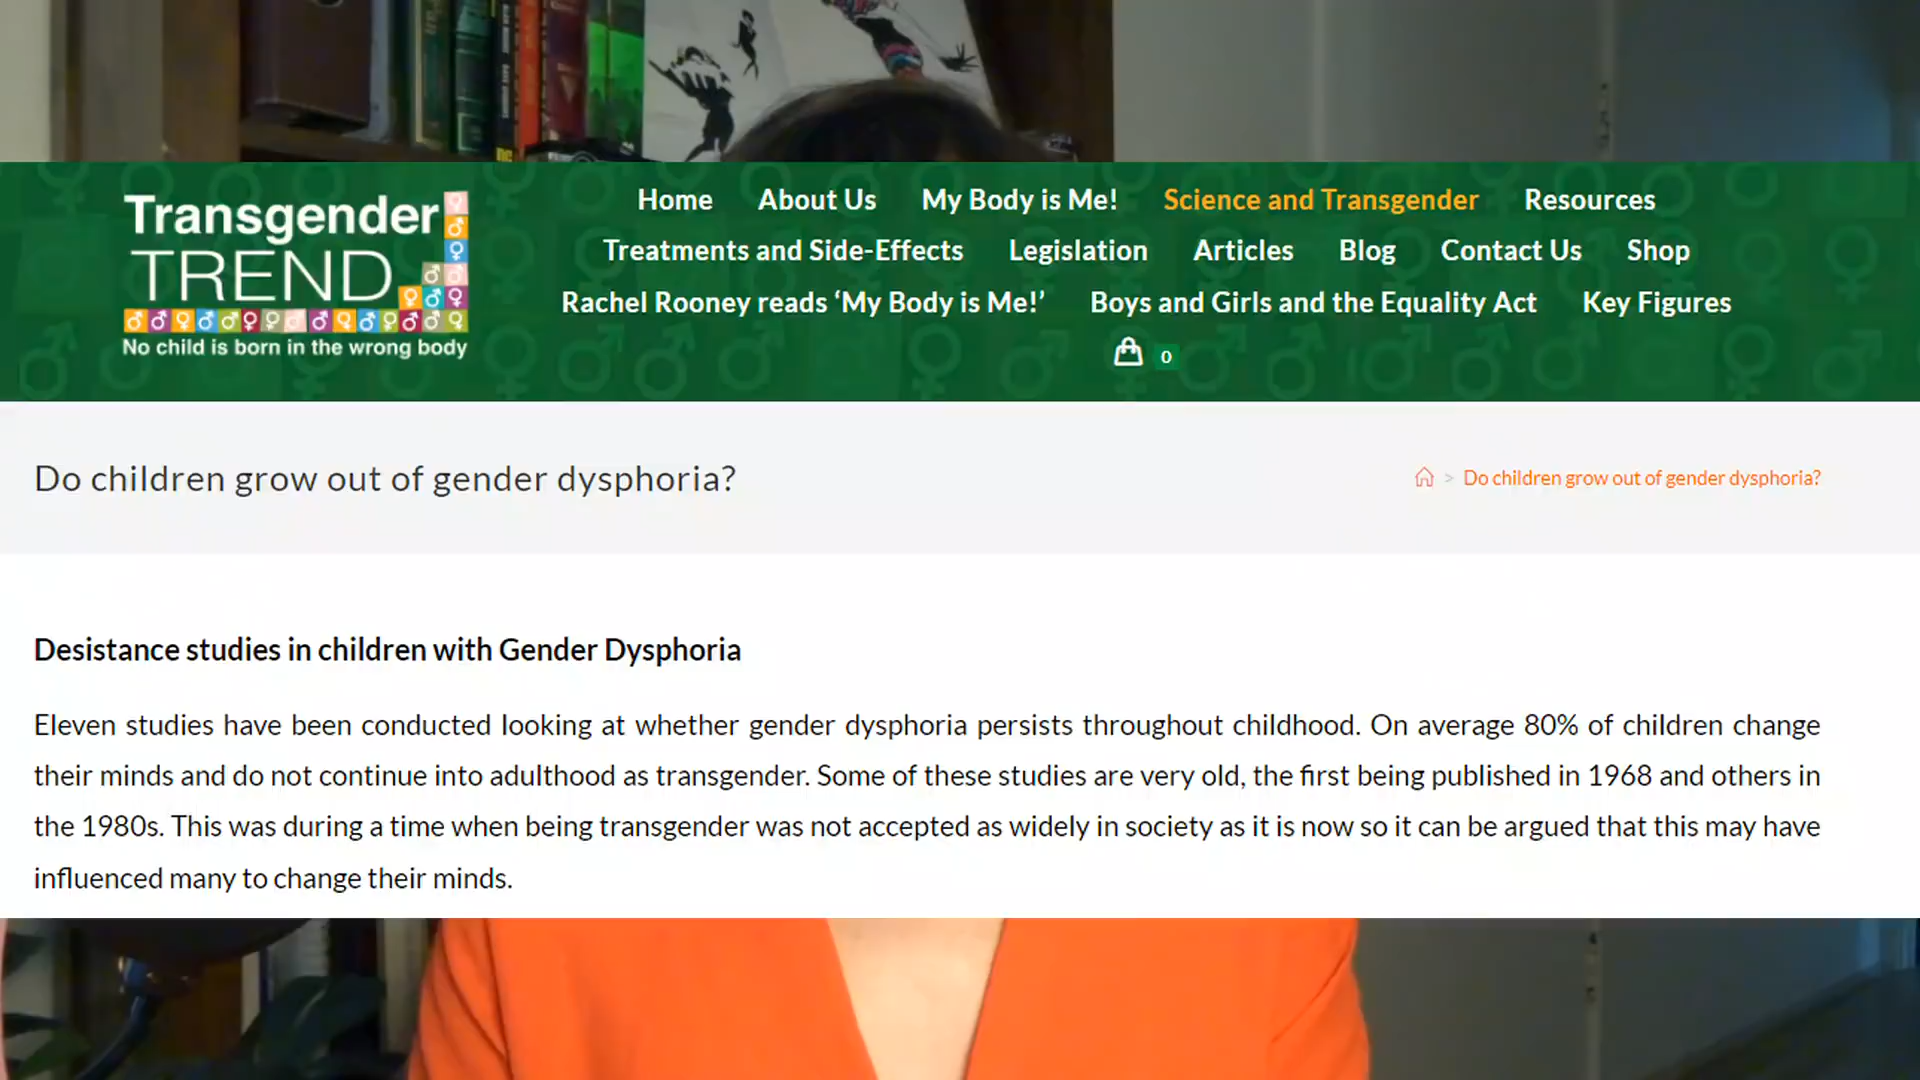 Transgender
TREND
No child is born in the wrong body
Home About Us My Body is Me! Science and Transgender Resources
Treatments and Side-Effects Legislation Articles Blog Contact Us Shop
Rachel Rooney reads ‘My Body is Me!’ Boys and Girls and the Equality Act Key Figures
0
Do children grow out of gender dysphoria?
> Do children grow out of gender dysphoria?
Desistance studies in children with Gender Dysphoria
Eleven studies have been conducted looking at whether gender dysphoria persists throughout childhood. On average 80% of children change
their minds and do not continue into adulthood as transgender. Some of these studies are very old, the first being published in 1968 and others in
the 1980s. This was during a time when being transgender was not accepted as widely in society as it is now so it can be argued that this may have
influenced many to change their minds.